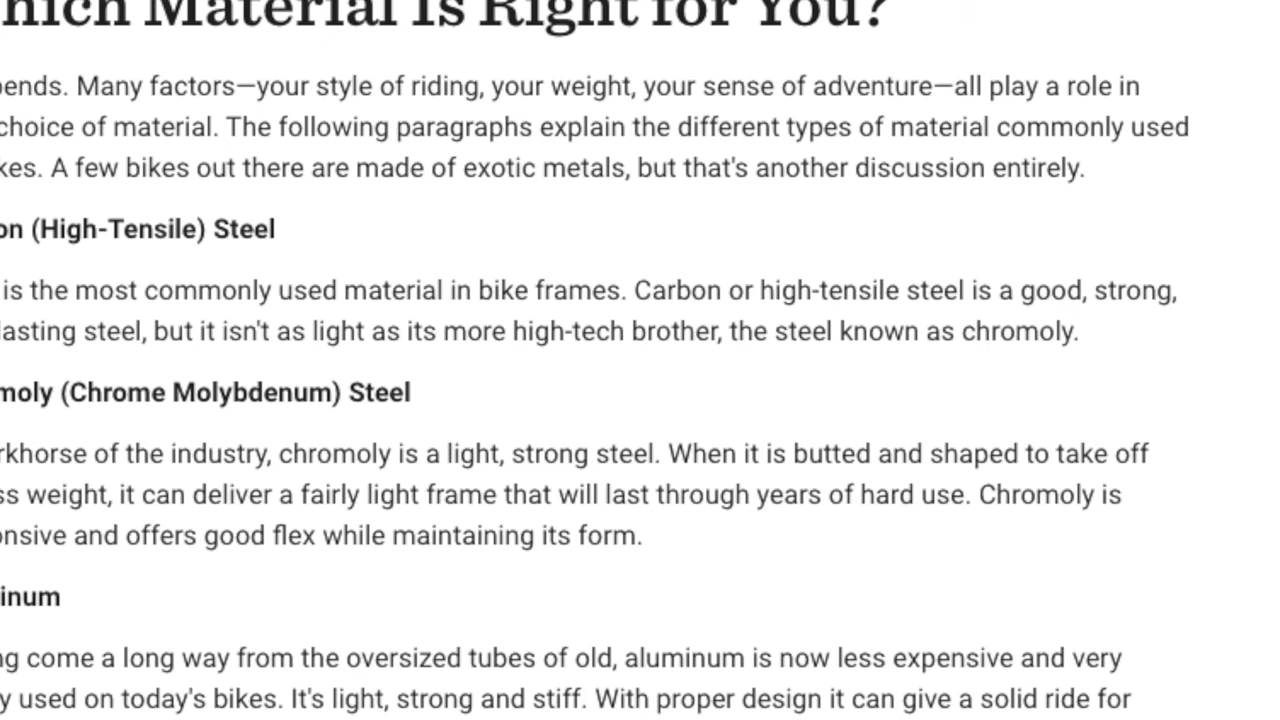 hich Material Is Right for You?
pends. Many factors—your style of riding, your weight, your sense of adventure—all play a role in
choice of material. The following paragraphs explain the different types of material commonly used
kes. A few bikes out there are made of exotic metals, but that's another discussion entirely.
on (High-Tensile) Steel
is the most commonly used material in bike frames. Carbon or high-tensile steel is a good, strong,
lasting steel, but it isn't as light as its more high-tech brother, the steel known as chromoly.
moly (Chrome Molybdenum) Steel
rkhorse of the industry, chromoly is a light, strong steel. When it is butted and shaped to take off
ss weight, it can deliver a fairly light frame that will last through years of hard use. Chromoly is
onsive and offers good flex while maintaining its form.
inum
ng come a long way from the oversized tubes of old, aluminum is now less expensive and very
y used on today's bikes. It's light, strong and stiff. With proper design it can give a solid ride for